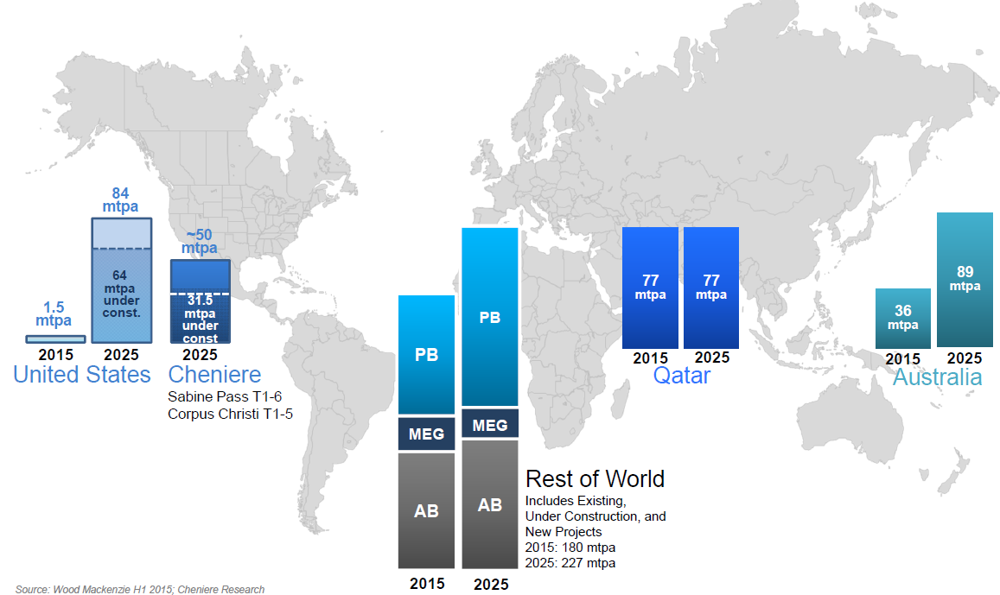 84
mtpa
~50
mtpa
64
mtpa
under
const.
31.5
mtpa
under
const
1.5
mtpa
2015
2025
2025
United States
Cheniere
Sabine Pass T1-6
Corpus Christi T1-5
PB
MEG
AB
2015
PB
MEG
AB
2025
Rest of World
Includes Existing,
Under Construction, and
New Projects
2015: 180 mtpa
2025: 227 mtpa
77
mtpa
77
mtpa
2015
2025
Qatar
36
mtpa
89
mtpa
2015
2025
Australia
Source: Wood Mackenzie H1 2015; Cheniere Research